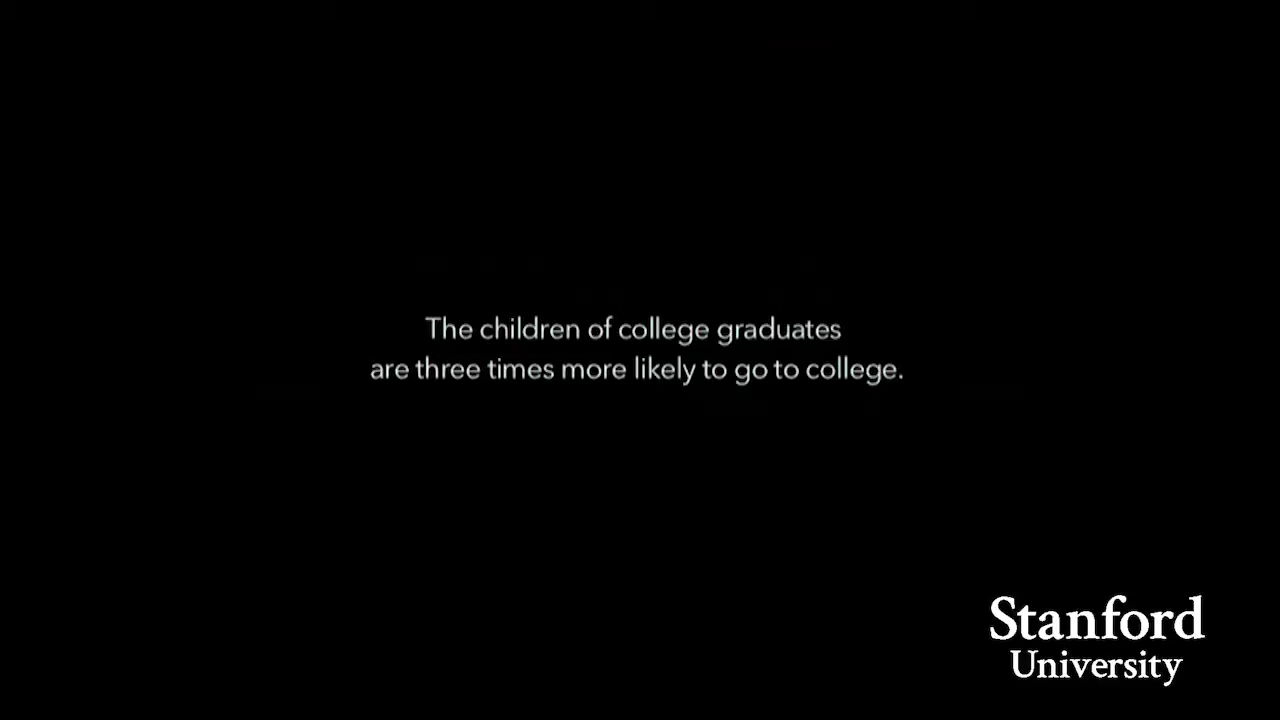 The children of college graduates
are three times more likely to go to college.
Stanford
University